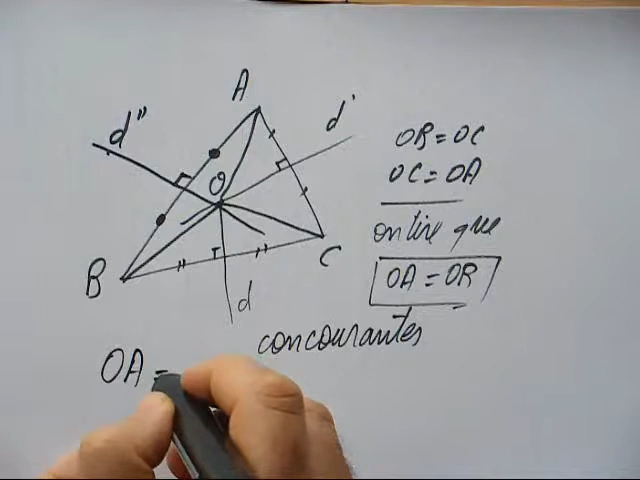 A
d''
d'
O
B
C
d
OB = OC
OC = OA
on tire que
OA = OB
concourantes
OA =